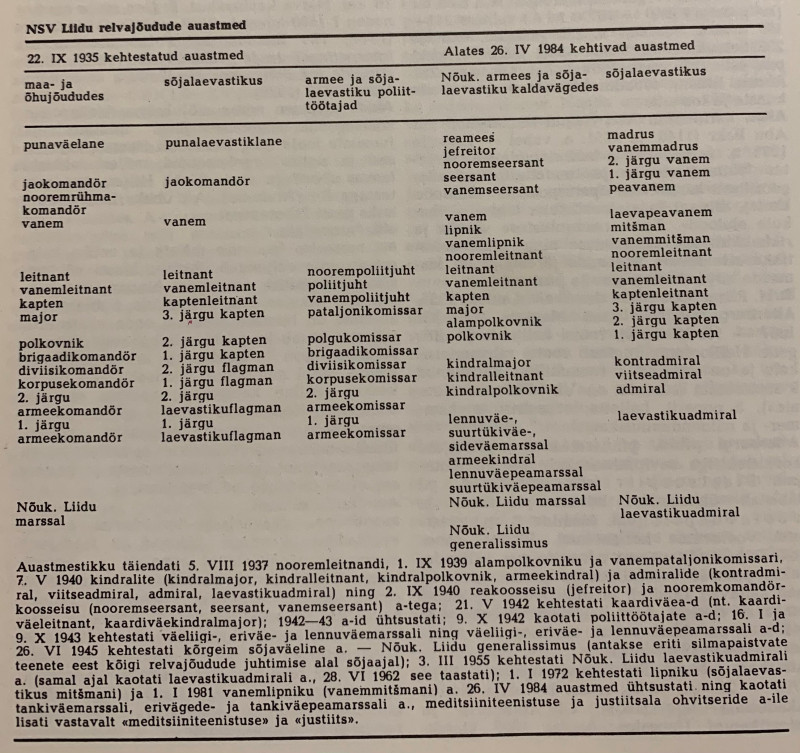 NSV Liidu relvajõudude auastmed
22. IX 1935 kehtestatud auastmed Alates 26. IV 1984 kehtivad auastmed
maa- ja sõjalaevastikus armee ja sõja- Nõuk. armees ja sõja- sõjalaevastikus
õhujõududes laevastiku poliit- laevastiku kaldavägedes
töötajad
punaväelane punalaevastiklane reamees madrus
jefreitor vanemmadrus
nooremseersant 2. järgu vanem
jaokomandör jaokomandör seersant 1. järgu vanem
nooremrühma- vanemseersant peavanem
komandör
vanem vanem vanem laevapeavanem
lipnik mitšman
vanemlipnik vanemmitšman
nooremleitnant nooremleitnant
leitnant leitnant noorempoliitjuht leitnant leitnant
vanemleitnant vanemleitnant poliitjuht vanemleitnant vanemleitnant
kapten kaptenleitnant vanempoliitjuht kapten kaptenleitnant
major 3. järgu kapten pataljonikomissar major 3. järgu kapten
alampolkovnik 2. järgu kapten
polkovnik 2. järgu kapten polgukomissar polkovnik 1. järgu kapten
brigaadikomandör 1. järgu kapten brigaadikomissar
diviisikomandör 2. järgu flagman diviisikomissar kindralmajor kontradmiral
korpusekomandör 1. järgu flagman korpusekomissar kindralleitnant viitseadmiral
2. järgu 2. järgu 2. järgu kindralpolkovnik admiral
armeekomandör laevastikuflagman armeekomissar
1. järgu 1. järgu 1. järgu lennuväe-, laevastikuadmiral
armeekomandör laevastikuflagman armeekomissar suurtükiväe-,
sideväemarssal
armeekindral
lennuväepeamarssal
suurtükiväepeamarssal
Nõuk. Liidu Nõuk. Liidu marssal Nõuk. Liidu
marssal laevastikuadmiral
Nõuk. Liidu
generalissimus
Auastmestikku täiendati 5. VIII 1937 nooremleitnandi, 1. IX 1939 alampolkovniku ja vanempataljonikomissari,
7. V 1940 kindralite (kindralmajor, kindralleitnant, kindralpolkovnik, armeekindral) ja admiralide (kontradmi-
ral, viitseadmiral, admiral, laevastikuadmiral) ning 2. IX 1940 reakoosseisu (jefreitor) ja nooremkomandör-
koosseisu (nooremseersant, seersant, vanemseersant) a-tega; 21. V 1942 kehtestati kaardiväea-d (nt. kaardi-
väeleitnant, kaardiväekindralmajor); 1942—43 a-id ühtsustati; 9. X 1942 kaotati poliittöötajate a-d; 16. I ja
9. X 1943 kehtestati väeliigi-, eriväe- ja lennuväemarssali ning väeliigi-, eriväe- ja lennuväepeamarssali a-d;
26. VI 1945 kehtestati kõrgeim sõjaväeline a. — Nõuk. Liidu generalissimus (antakse eriti silmapaistvate
teenete eest kõigi relvajõudude juhtimise alal sõjaajal); 3. III 1955 kehtestati Nõuk. Liidu laevastikuadmirali
a. (samal ajal kaotati laevastikuadmirali a., 28. VI 1962 see taastati); 1. I 1972 kehtestati lipniku (sõjalaevas-
tikus mitšmani) ja 1. I 1981 vanemlipniku (vanemmitšmani) a. 26. IV 1984 auastmed ühtsustati ning kaotati
tankiväemarssali, erivägede- ja tankiväepeamarssali a., meditsiiniteenistuse ja justiitsala ohvitseride a-ile
lisati vastavalt «meditsiiniteenistuse» ja «justiits».